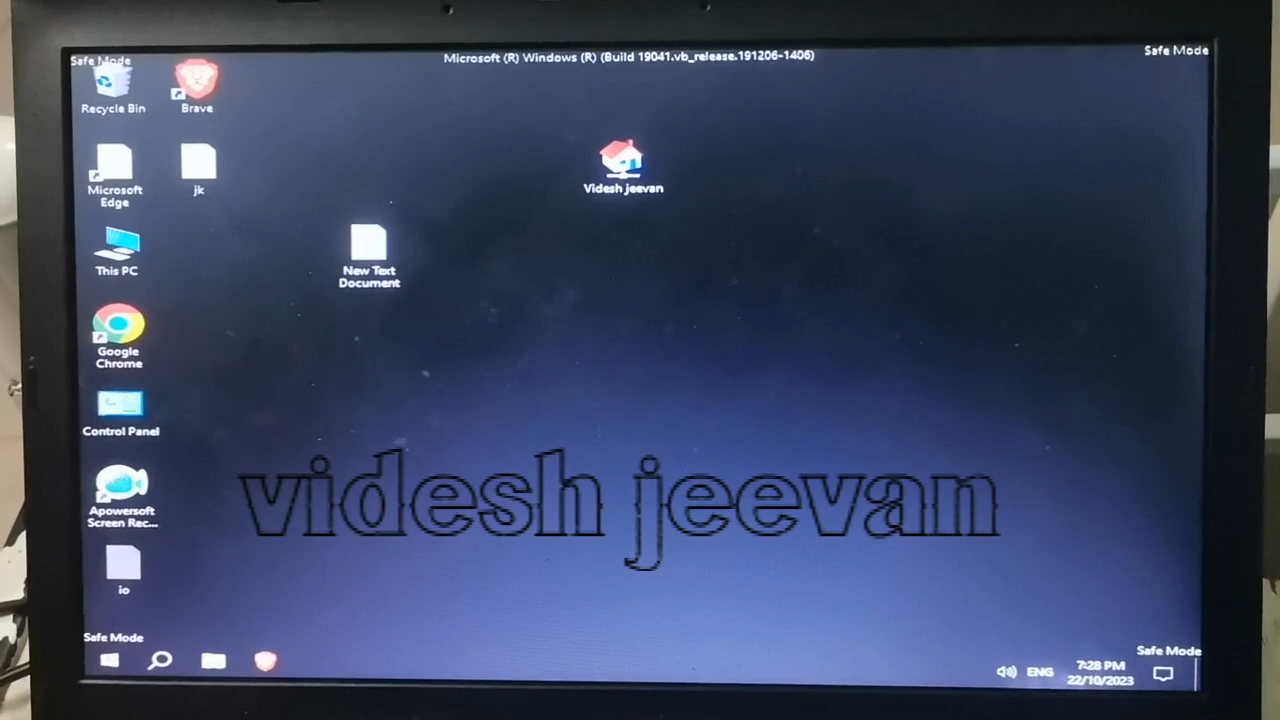 Safe Mode
Microsoft (R) Windows (R) (Build 19041.vb_release.191206-1406)
Safe Mode
Recycle Bin
Brave
Microsoft
Edge
jk
Videsh jeevan
This PC
New Text
Document
Google
Chrome
Control Panel
Apowersoft
Screen Rec...
videsh jeevan
io
Safe Mode
Safe Mode
ENG
7:28 PM
22/10/2023